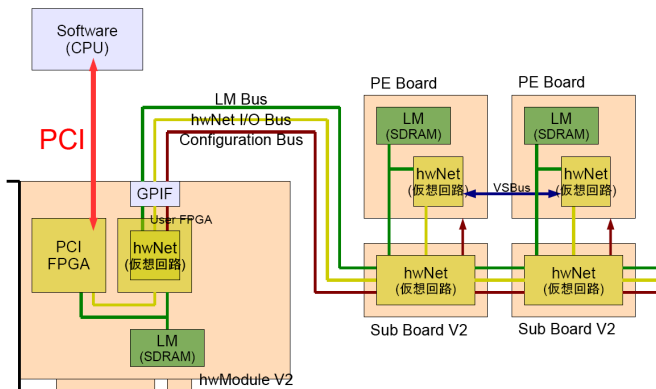 Software
(CPU)
PCI
LM Bus
hwNet I/O Bus
Configuration Bus
GPIF
User FPGA
PCI
FPGA
hwNet
(仮想回路)
LM
(SDRAM)
hwModule V2
PE Board
LM
(SDRAM)
hwNet
(仮想回路)
VSBus
PE Board
LM
(SDRAM)
hwNet
(仮想回路)
hwNet
(仮想回路)
Sub Board V2
hwNet
(仮想回路)
Sub Board V2